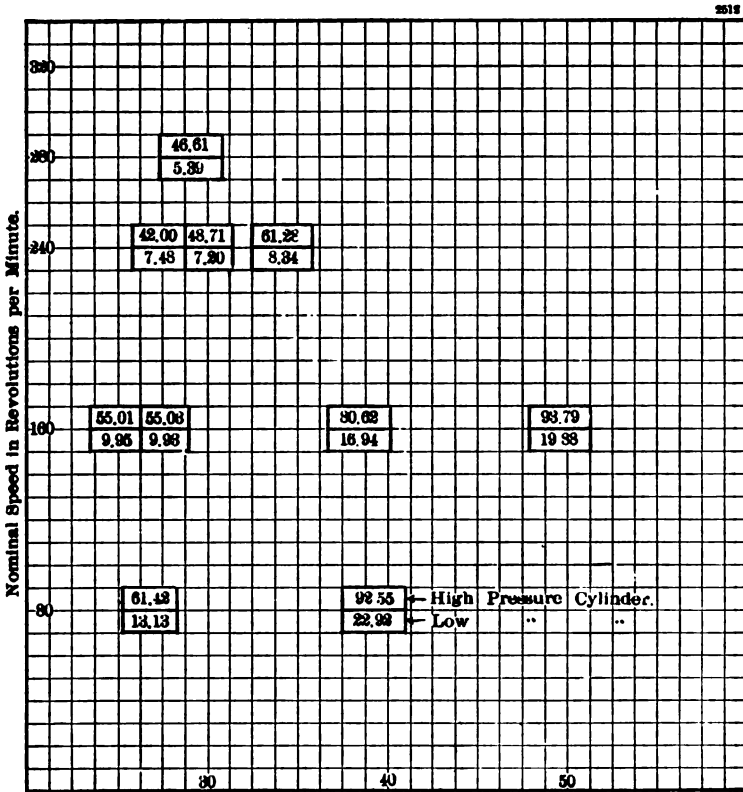 2512
320
280
46.61
5.39
240
42.00 48.71 61.22
7.48 7.20 8.34
160
55.01 55.08 80.62 93.79
9.95 9.98 16.94 19 88
80
61.42 92 55 High Pressure Cylinder.
13.13 22.92 Low " "
30 40 50
Nominal Speed in Revolutions per Minute.